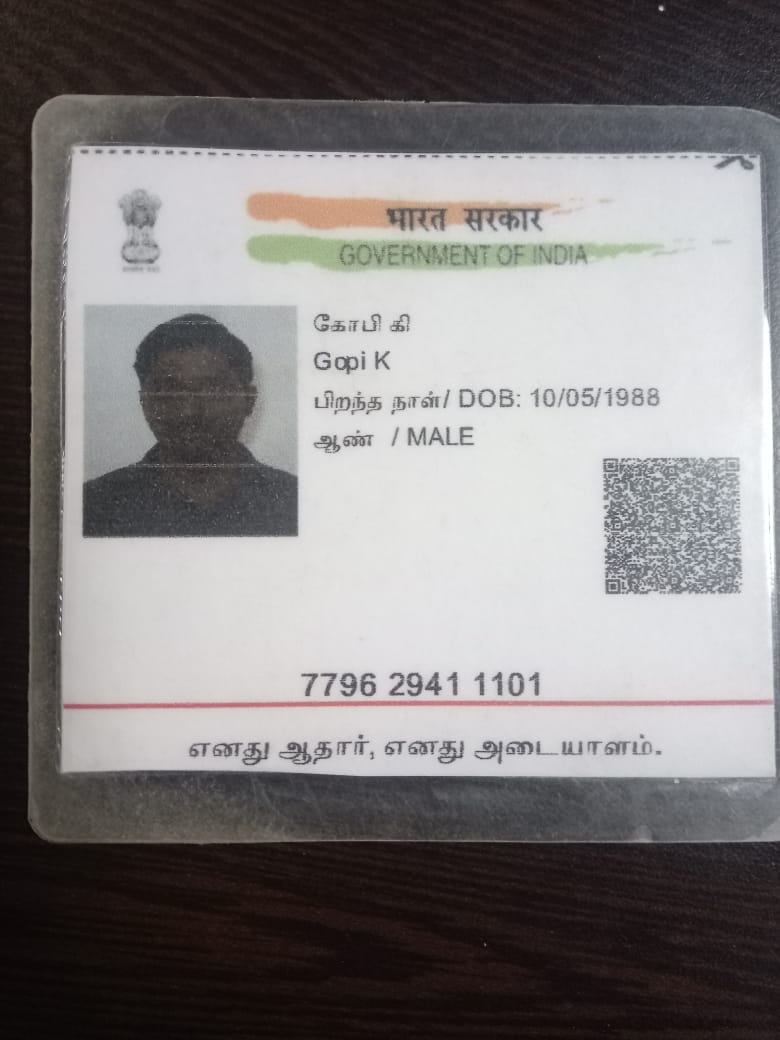 भारत सरकार
GOVERNMENT OF INDIA
கோபி கி
Gopi K
பிறந்த நாள்/ DOB: 10/05/1988
ஆண் / MALE
7796 2941 1101
எனது ஆதார், எனது அடையாளம்.